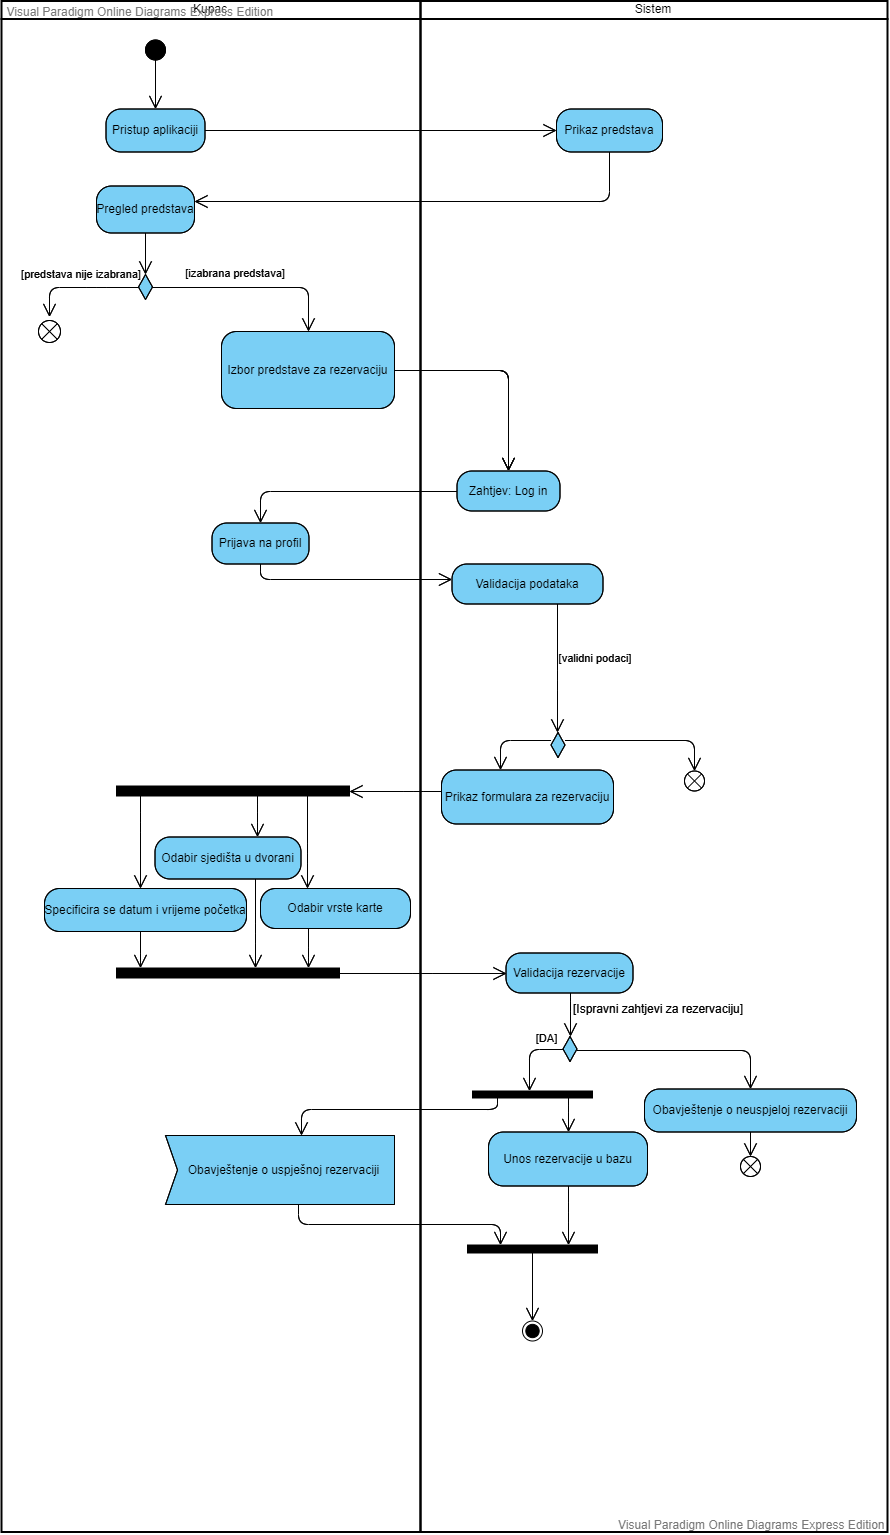 Visual Paradigm Online Diagrams Express Edition
Kupac
Sistem
Pristup aplikaciji
Prikaz predstava
Pregled predstava
[predstava nije izabrana]
[izabrana predstava]
Izbor predstave za rezervaciju
Zahtjev: Log in
Prijava na profil
Validacija podataka
[validni podaci]
Prikaz formulara za rezervaciju
Odabir sjedišta u dvorani
Specificira se datum i vrijeme početka
Odabir vrste karte
Validacija rezervacije
[Ispravni zahtjevi za rezervaciju]
[DA]
Obavještenje o neuspjeloj rezervaciji
Obavještenje o uspješnoj rezervaciji
Unos rezervacije u bazu
Visual Paradigm Online Diagrams Express Edition